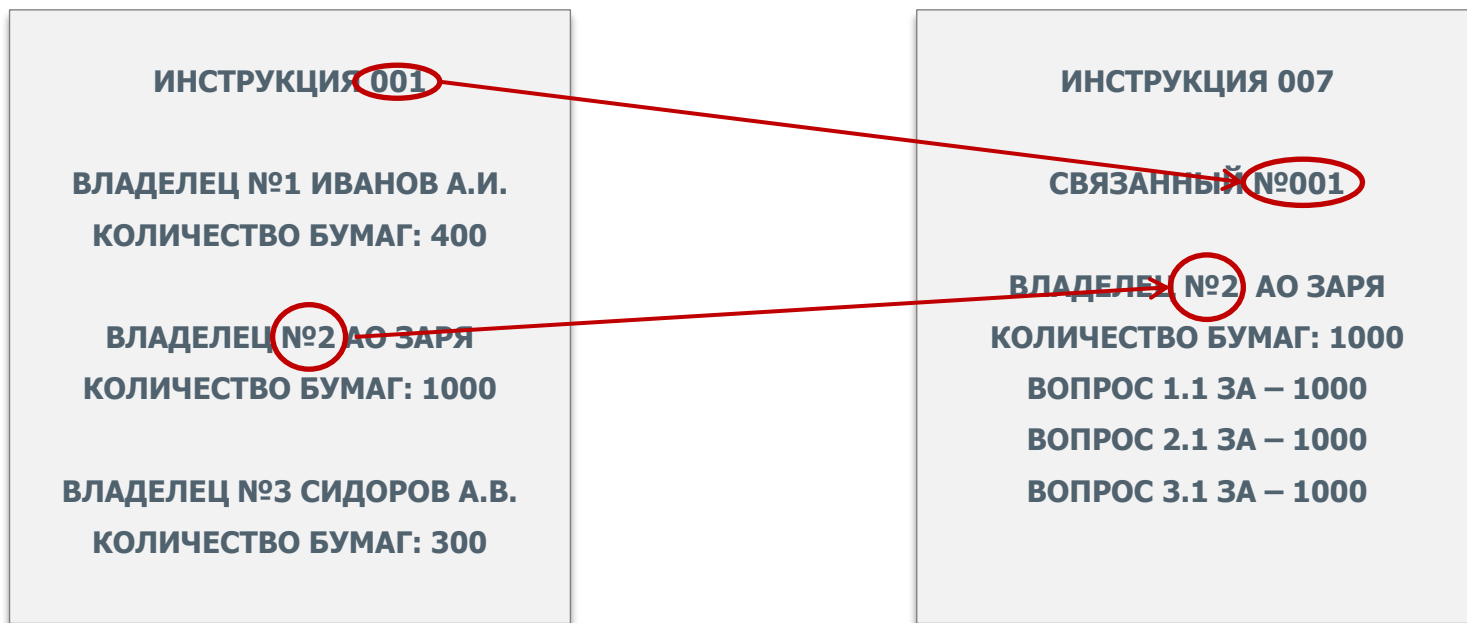 ИНСТРУКЦИЯ 001
ВЛАДЕЛЕЦ №1 ИВАНОВ А.И.
КОЛИЧЕСТВО БУМАГ: 400
ВЛАДЕЛЕЦ №2 АО ЗАРЯ
КОЛИЧЕСТВО БУМАГ: 1000
ВЛАДЕЛЕЦ №3 СИДОРОВ А.В.
КОЛИЧЕСТВО БУМАГ: 300
ИНСТРУКЦИЯ 007
СВЯЗАННЫЙ №001
ВЛАДЕЛЕЦ №2 АО ЗАРЯ
КОЛИЧЕСТВО БУМАГ: 1000
ВОПРОС 1.1 ЗА – 1000
ВОПРОС 2.1 ЗА – 1000
ВОПРОС 3.1 ЗА – 1000